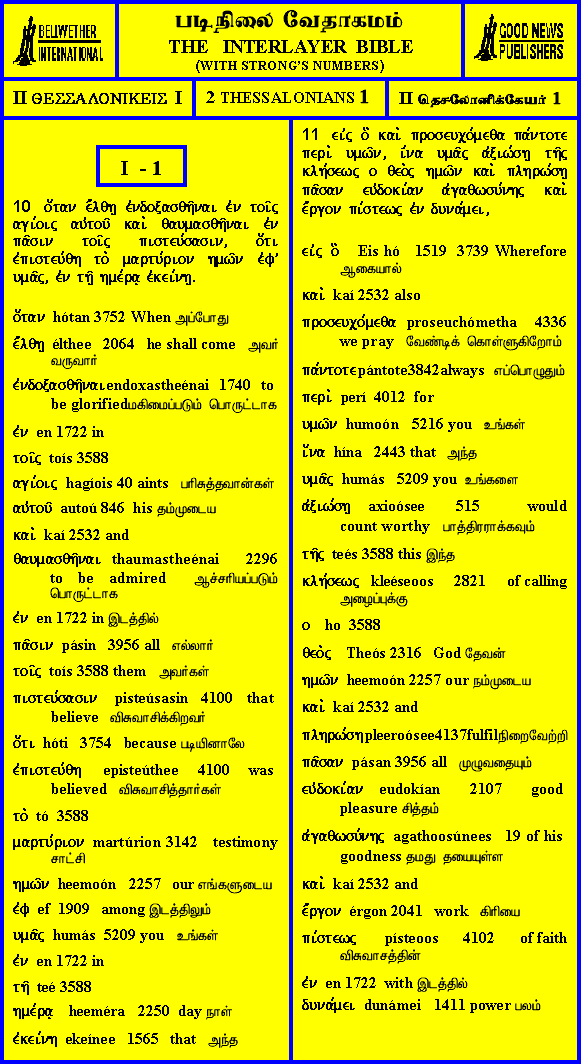 BELLWETHER
INTERNATIONAL
படிநிலை வேதாகமம்
THE INTERLAYER BIBLE
(WITH STRONG'S NUMBERS)
GOOD NEWS
PUBLISHERS
II ΘΕΣΣΑΛΟΝΙΚΕΙΣ I
2 THESSALONIANS 1
II தெசலோனிக்கேயர் 1
I - 1
10 ὅταν ἔλθῃ ἐνδοξασθῆναι ἐν τοῖς
ἁγίοις αὐτοῦ καὶ θαυμασθῆναι ἐν
πᾶσιν τοῖς πιστεύσασιν, ὅτι
ἐπιστεύθη τὸ μαρτύριον ημῶν ἐφ'
υμᾶς, ἐν τῇ ημέρᾳ ἐκείνῃ.
ὅταν hótan 3752 When அப்போது
ἔλθῃ élthee 2064 he shall come அவர்
வருவார்
ἐνδοξασθῆναι endoxastheénai 1740 to
be glorified மகிமைப்படும் பொருட்டாக
ἐν en 1722 in
τοῖς toís 3588
αγίοις hagíois 40 aints பரிசுத்தவான்கள்
αὐτοῦ autoú 846 his தம்முடைய
καὶ kaí 2532 and
θαυμασθῆναι thaumastheénai 2296
to be admired ஆச்சரியப்படும்
பொருட்டாக
ἐν en 1722 in இடத்தில்
πᾶσιν pásin 3956 all எல்லார்
τοῖς toís 3588 them அவர்கள்
πιστεύσασιν pisteúsasin 4100 that
believe விசுவாசிக்கிறவர்
ὅτι hóti 3754 because படியினாலே
ἐπιστεύθη episteúthee 4100 was
believed விசுவாசித்தார்கள்
τὸ tó 3588
μαρτύριον martúrion 3142 testimony
சாட்சி
ημῶν heemoón 2257 our எங்களுடைய
ἐφ ef 1909 among இடத்திலும்
υμᾶς humás 5209 you உங்கள்
ἐν en 1722 in
τῇ teé 3588
ημέρᾳ heeméra 2250 day நாள்
ἐκείνῃ ekeínee 1565 that அந்த
11 εἰς ὃ καὶ προσευχόμεθα πάντοτε
περὶ υμῶν, ίνα υμᾶς ἀξιώσῃ τῆς
κλήσεως ο θεὸς ημῶν καὶ πληρώσῃ
πᾶσαν εὐδοκίαν ἀγαθωσύνης καὶ
ἔργον πίστεως ἐν δυνάμει,
εἰς ὃ Eis hó 1519 3739 Wherefore
ஆகையால்
καὶ kaí 2532 also
προσευχόμεθα proseuchómetha 4336
we pray வேண்டிக் கொள்ளுகிறோம்
πάντοτε pántote 3842 always எப்பொழுதும்
περὶ perí 4012 for
υμῶν humoón 5216 you உங்கள்
ἵνα hína 2443 that அந்த
υμᾶς humás 5209 you உங்களை
ἀξιώσῃ axioósee 515 would
count worthy பாத்திரராக்கவும்
τῆς teés 3588 this இந்த
κλήσεως kleéseoos 2821 of calling
அழைப்புக்கு
ο ho 3588
θεὸς Theós 2316 God தேவன்
ημῶν heemoón 2257 our நம்முடைய
καὶ kaí 2532 and
πληρώσῃ pleeroósee 4137 fulfil நிறைவேற்றி
πᾶσαν pásan 3956 all முழுவதையும்
εὐδοκίαν eudokían 2107 good
pleasure சித்தம்
ἀγαθωσύνης agathoosúnees 19 of his
goodness தமது தயையுள்ள
καὶ kaí 2532 and
ἔργον érgon 2041 work கிரியை
πίστεως písteoos 4102 of faith
விசுவாசத்தின்
ἐν en 1722 with இடத்தில்
δυνάμει dunámei 1411 power பலம்